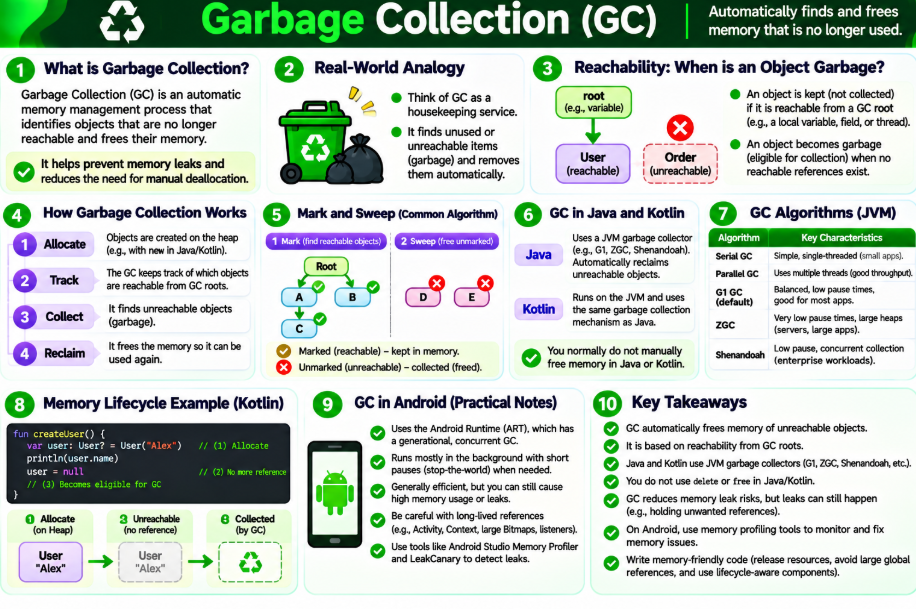 Garbage Collection (GC)
Automatically finds and frees
memory that is no longer used.
1 What is Garbage Collection?
Garbage Collection (GC) is an automatic
memory management process that
identifies objects that are no longer
reachable and frees their memory.
It helps prevent memory leaks and
reduces the need for manual deallocation.
2 Real-World Analogy
Think of GC as a
housekeeping service.
It finds unused or
unreachable items
(garbage) and removes
them automatically.
3 Reachability: When is an Object Garbage?
root
(e.g., variable)
User
(reachable)
Order
(unreachable)
An object is kept (not collected)
if it is reachable from a GC root
(e.g., a local variable, field, or thread).
An object becomes garbage
(eligible for collection) when no
reachable references exist.
4 How Garbage Collection Works
1 Allocate
Objects are created on the heap
(e.g., with new in Java/Kotlin).
2 Track
The GC keeps track of which objects
are reachable from GC roots.
3 Collect
It finds unreachable objects
(garbage).
4 Reclaim
It frees the memory so it can be
used again.
5 Mark and Sweep (Common Algorithm)
1 Mark (find reachable objects)
Root
A
B
C
2 Sweep (free unmarked)
D
E
Marked (reachable) – kept in memory.
Unmarked (unreachable) – collected (freed).
6 GC in Java and Kotlin
Java
Uses a JVM garbage collector
(e.g., G1, ZGC, Shenandoah).
Automatically reclaims
unreachable objects.
Kotlin
Runs on the JVM and uses
the same garbage collection
mechanism as Java.
You normally do not manually
free memory in Java or Kotlin.
7 GC Algorithms (JVM)
Algorithm Key Characteristics
Serial GC Simple, single-threaded (small apps).
Parallel GC Uses multiple threads (good throughput).
G1 GC
(default)
Balanced, low pause times,
good for most apps.
ZGC
Very low pause times, large heaps
(servers, large apps).
Shenandoah
Low pause, concurrent collection
(enterprise workloads).
8 Memory Lifecycle Example (Kotlin)
fun createUser() {
var user: User? = User("Alex") // (1) Allocate
println(user.name)
user = null // (2) No more reference
// (3) Becomes eligible for GC
}
Allocate
(on Heap)
User
"Alex"
Unreachable
(no reference)
User
"Alex"
Collected
(by GC)
9 GC in Android (Practical Notes)
Uses the Android Runtime (ART), which has
a generational, concurrent GC.
Runs mostly in the background with short
pauses (stop-the-world) when needed.
Generally efficient, but you can still cause
high memory usage or leaks.
Be careful with long-lived references
(e.g., Activity, Context, large Bitmaps, listeners).
Use tools like Android Studio Memory Profiler
and LeakCanary to detect leaks.
10 Key Takeaways
GC automatically frees memory of unreachable objects.
It is based on reachability from GC roots.
Java and Kotlin use JVM garbage collectors (G1, ZGC, Shenandoah, etc.).
You do not use delete or free in Java/Kotlin.
GC reduces memory leak risks, but leaks can still happen
(e.g., holding unwanted references).
On Android, use memory profiling tools to monitor and fix
memory issues.
Write memory-friendly code (release resources, avoid large global
references, and use lifecycle-aware components).